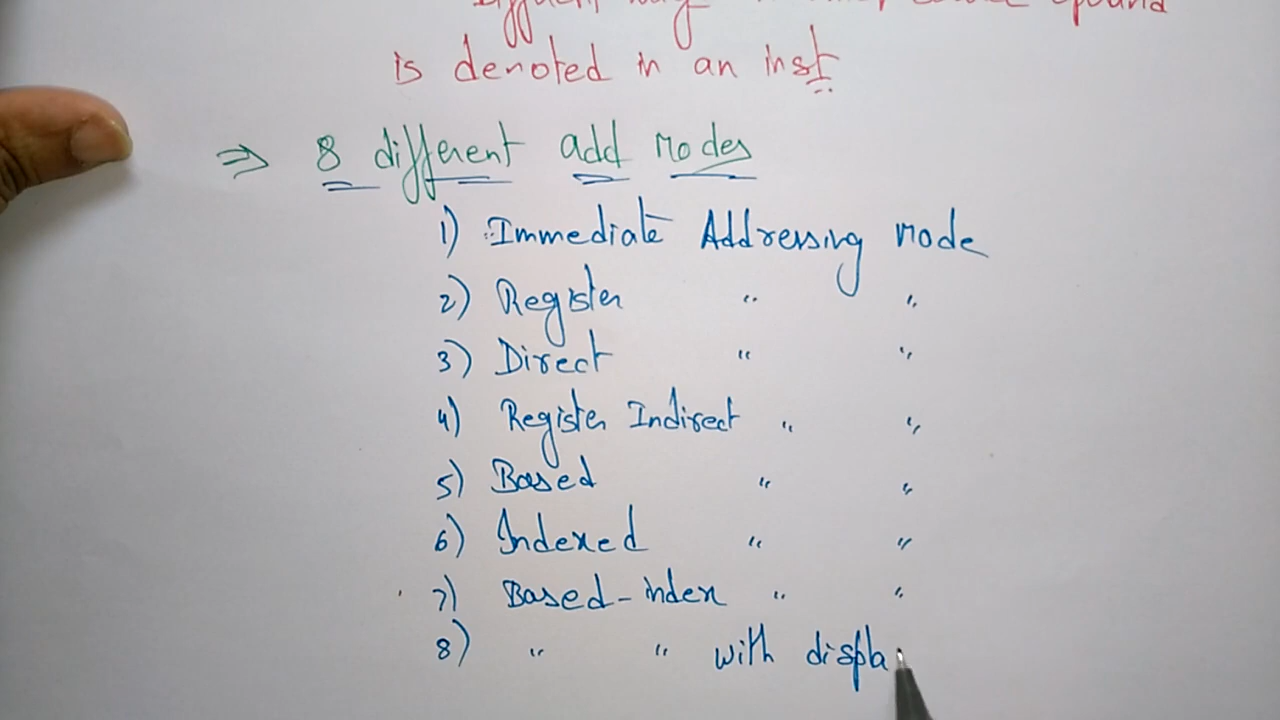 is denoted in an inst
⇒ 8 different add modes
1) Immediate Addressing mode
2) Register " "
3) Direct " "
4) Register Indirect " "
5) Based " "
6) Indexed " "
7) Based-index " "
8) " " with displa